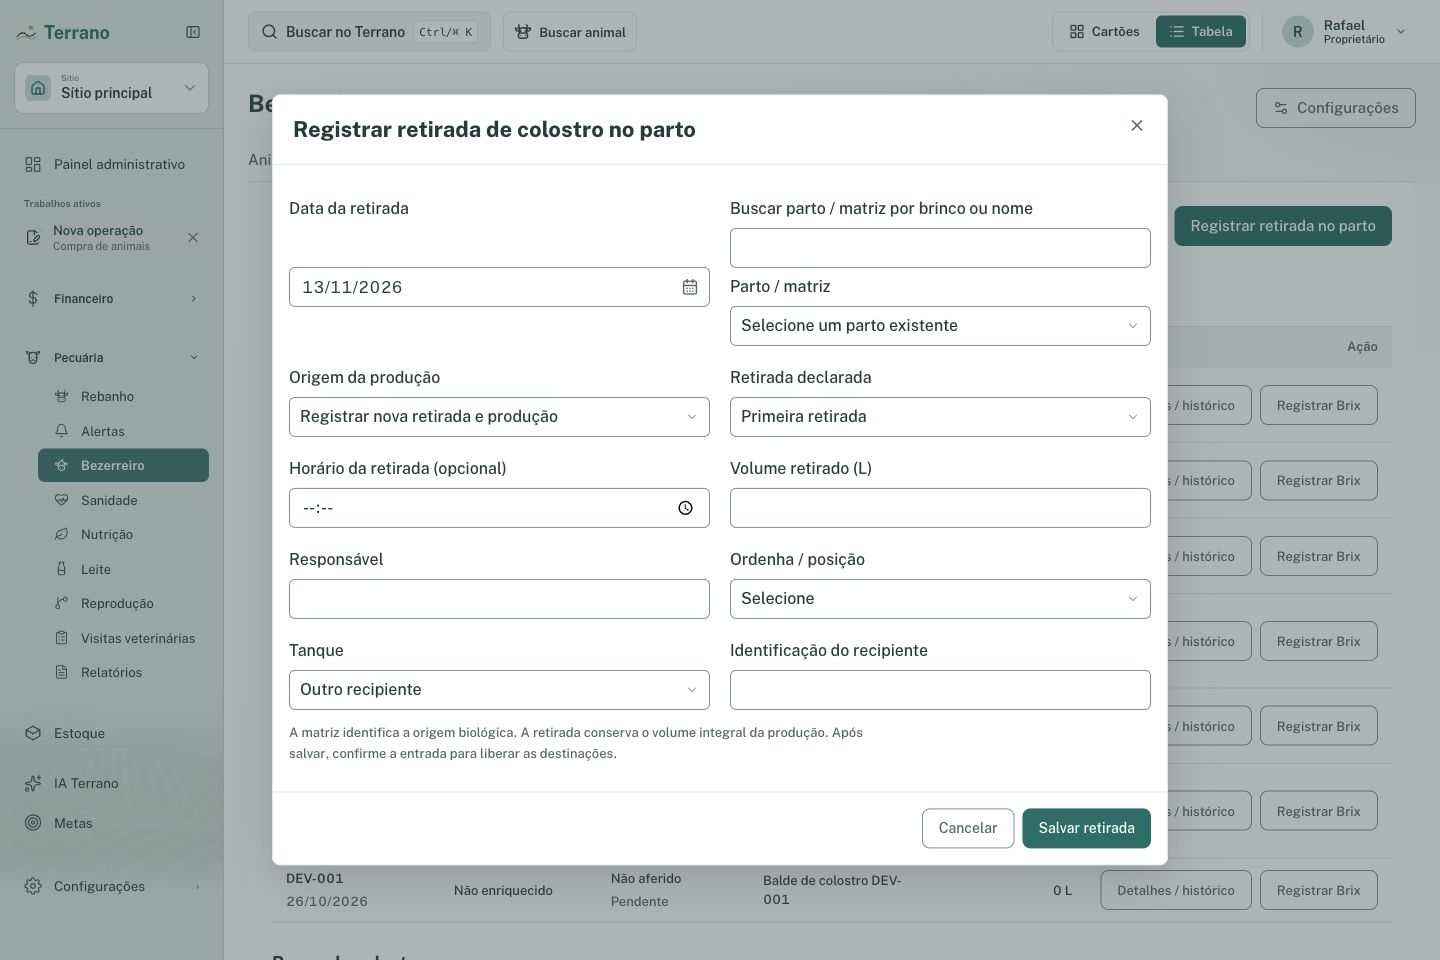 Terrano
Buscar no Terrano Ctrl/⌘ K
Buscar animal
Cartões
Tabela
R
Rafael
Proprietário
Sítio
Sítio principal
Configurações
Painel administrativo
Trabalhos ativos
Nova operação
Compra de animais
Financeiro
Pecuária
Rebanho
Alertas
Bezerreiro
Sanidade
Nutrição
Leite
Reprodução
Visitas veterinárias
Relatórios
Estoque
IA Terrano
Metas
Configurações
Registrar retirada no parto
Registrar retirada de colostro no parto
Data da retirada
13/11/2026
Buscar parto / matriz por brinco ou nome
Parto / matriz
Selecione um parto existente
Origem da produção
Registrar nova retirada e produção
Retirada declarada
Primeira retirada
Horário da retirada (opcional)
--:--
Volume retirado (L)
Responsável
Ordenha / posição
Selecione
Tanque
Outro recipiente
Identificação do recipiente
A matriz identifica a origem biológica. A retirada conserva o volume integral da produção. Após
salvar, confirme a entrada para liberar as destinações.
Cancelar
Salvar retirada
Ação
/ histórico
Registrar Brix
/ histórico
Registrar Brix
/ histórico
Registrar Brix
/ histórico
Registrar Brix
/ histórico
Registrar Brix
/ histórico
Registrar Brix
DEV-001
26/10/2026
Não enriquecido
Não aferido
Pendente
Balde de colostro DEV-
001
0 L
Detalhes / histórico
Registrar Brix